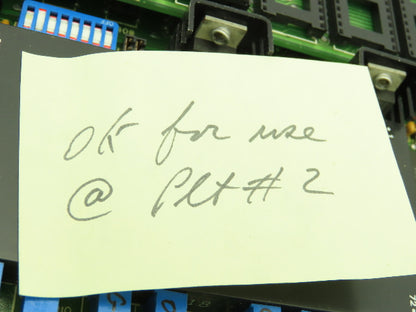 OK for use
@ Plt # 2